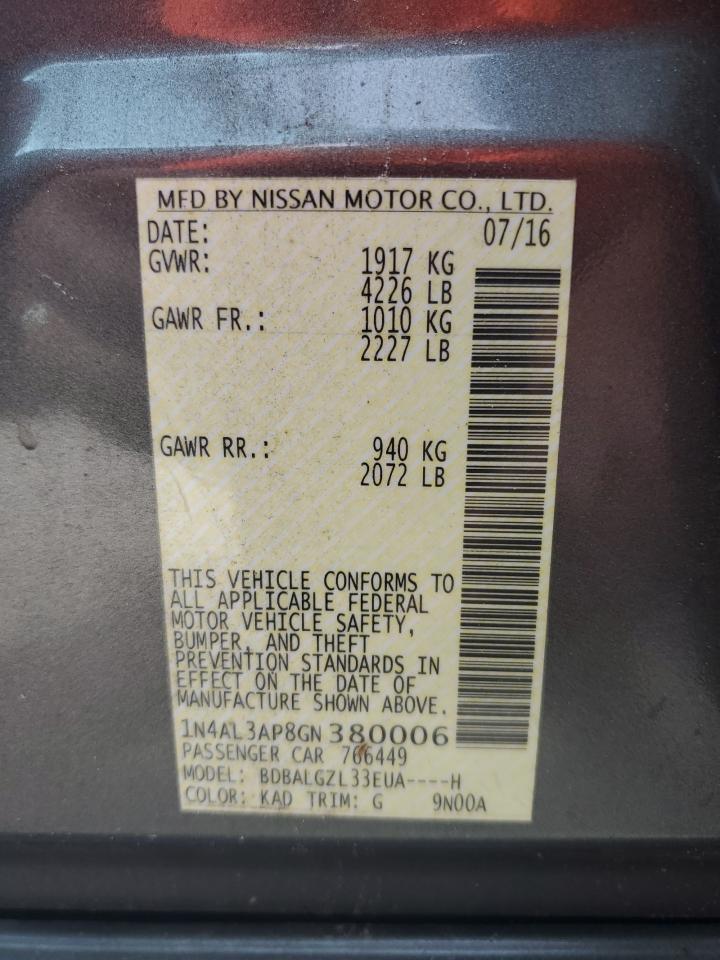 MFD BY NISSAN MOTOR CO., LTD.
DATE: 07/16
GVWR: 1917 KG
4226 LB
GAWR FR.: 1010 KG
2227 LB
GAWR RR.: 940 KG
2072 LB
THIS VEHICLE CONFORMS TO
ALL APPLICABLE FEDERAL
MOTOR VEHICLE SAFETY,
BUMPER, AND THEFT
PREVENTION STANDARDS IN
EFFECT ON THE DATE OF
MANUFACTURE SHOWN ABOVE.
1N4AL3AP8GN380006
PASSENGER CAR 766449
MODEL: BDBALGZL33EUA----H
COLOR: KAD TRIM: G 9N00A